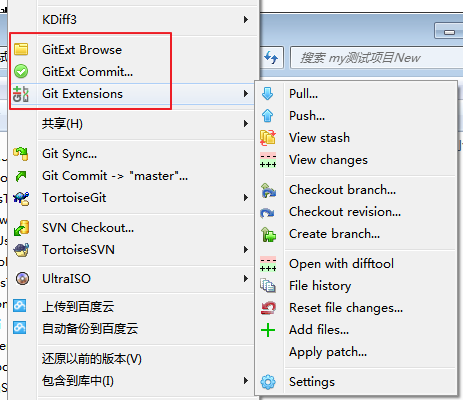 KDiff3
GitExt Browse
搜索 my测试项目New
GitExt Commit...
Git Extensions
Pull...
Push...
共享(H)
View stash
Git Sync...
View changes
Git Commit -> "master"...
Checkout branch...
TortoiseGit
Checkout revision...
SVN Checkout...
Create branch...
TortoiseSVN
Open with difftool
UltraISO
File history
上传到百度云
Reset file changes...
自动备份到百度云
Add files...
还原以前的版本(V)
Apply patch...
包含到库中(I)
Settings